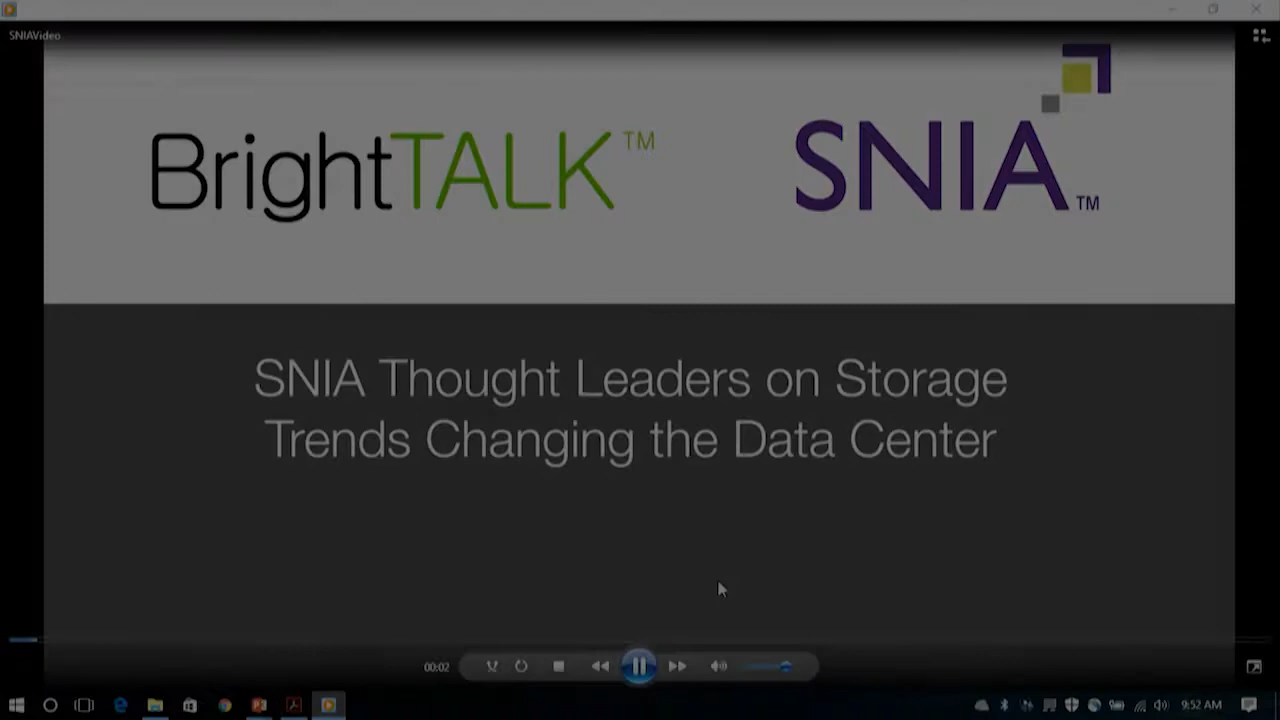 SNIAVideo
BrightTALK™
SNIA™
SNIA Thought Leaders on Storage
Trends Changing the Data Center
00:02
9:52 AM